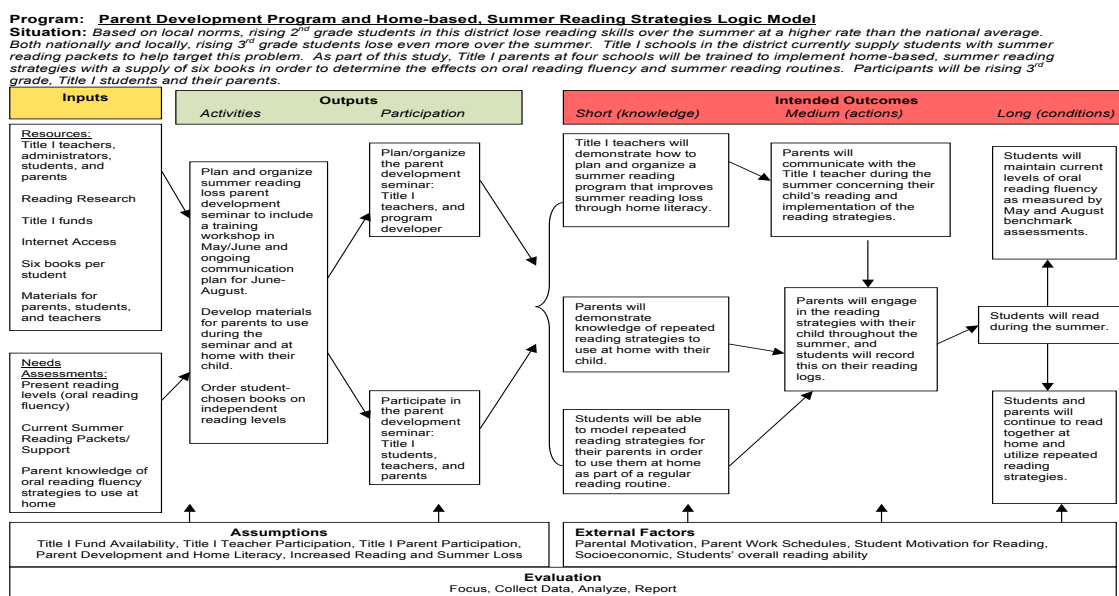 Program: Parent Development Program and Home-based, Summer Reading Strategies Logic Model
Situation: Based on local norms, rising 2nd grade students in this district lose reading skills over the summer at a higher rate than the national average.
Both nationally and locally, rising 3rd grade students lose even more over the summer. Title I schools in the district currently supply students with summer
reading packets to help target this problem. As part of this study, Title I parents at four schools will be trained to implement home-based, summer reading
strategies with a supply of six books in order to determine the effects on oral reading fluency and summer reading routines. Participants will be rising 3rd
grade, Title I students and their parents.
Inputs
Outputs
Activities
Participation
Intended Outcomes
Short (knowledge)
Medium (actions)
Long (conditions)
Resources:
Title I teachers,
administrators,
students, and
parents
Reading Research
Title I funds
Internet Access
Six books per
student
Materials for
parents, students,
and teachers
Needs
Assessments:
Present reading
levels (oral reading
fluency)
Current Summer
Reading Packets/
Support
Parent knowledge of
oral reading fluency
strategies to use at
home
Plan and organize
summer reading
loss parent
development
seminar to include
a training
workshop in
May/June and
ongoing
communication
plan for June-
August.
Develop materials
for parents to use
during the
seminar and at
home with their
child.
Order student-
chosen books on
independent
reading levels
Plan/organize
the parent
development
seminar:
Title I
teachers, and
program
developer
Participate in
the parent
development
seminar:
Title I
students,
teachers, and
parents
Title I teachers will
demonstrate how to
plan and organize a
summer reading
program that improves
summer reading loss
through home literacy.
Parents will
demonstrate
knowledge of repeated
reading strategies to
use at home with their
child.
Students will be able
to model repeated
reading strategies for
their parents in order
to use them at home
as part of a regular
reading routine.
Parents will
communicate with the
Title I teacher during the
summer concerning their
child's reading and
implementation of the
reading strategies.
Parents will engage
in the reading
strategies with their
child throughout the
summer, and
students will record
this on their reading
logs.
Students will
maintain current
levels of oral
reading fluency
as measured by
May and August
benchmark
assessments.
Students will read
during the summer.
Students and
parents will
continue to read
together at
home and
utilize repeated
reading
strategies.
Assumptions
Title I Fund Availability, Title I Teacher Participation, Title I Parent Participation,
Parent Development and Home Literacy, Increased Reading and Summer Loss
External Factors
Parental Motivation, Parent Work Schedules, Student Motivation for Reading,
Socioeconomic, Students' overall reading ability
Evaluation
Focus, Collect Data, Analyze, Report